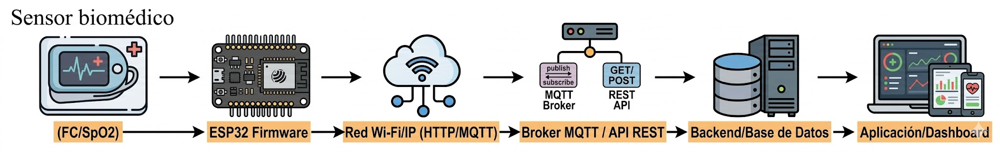 Sensor biomédico
publish
subscribe
GET/
POST
MQTT
Broker
REST
API
(FC/SpO2)
ESP32 Firmware
Red Wi-Fi/IP (HTTP/MQTT)
Broker MQTT / API REST
Backend/Base de Datos
Aplicación/Dashboard